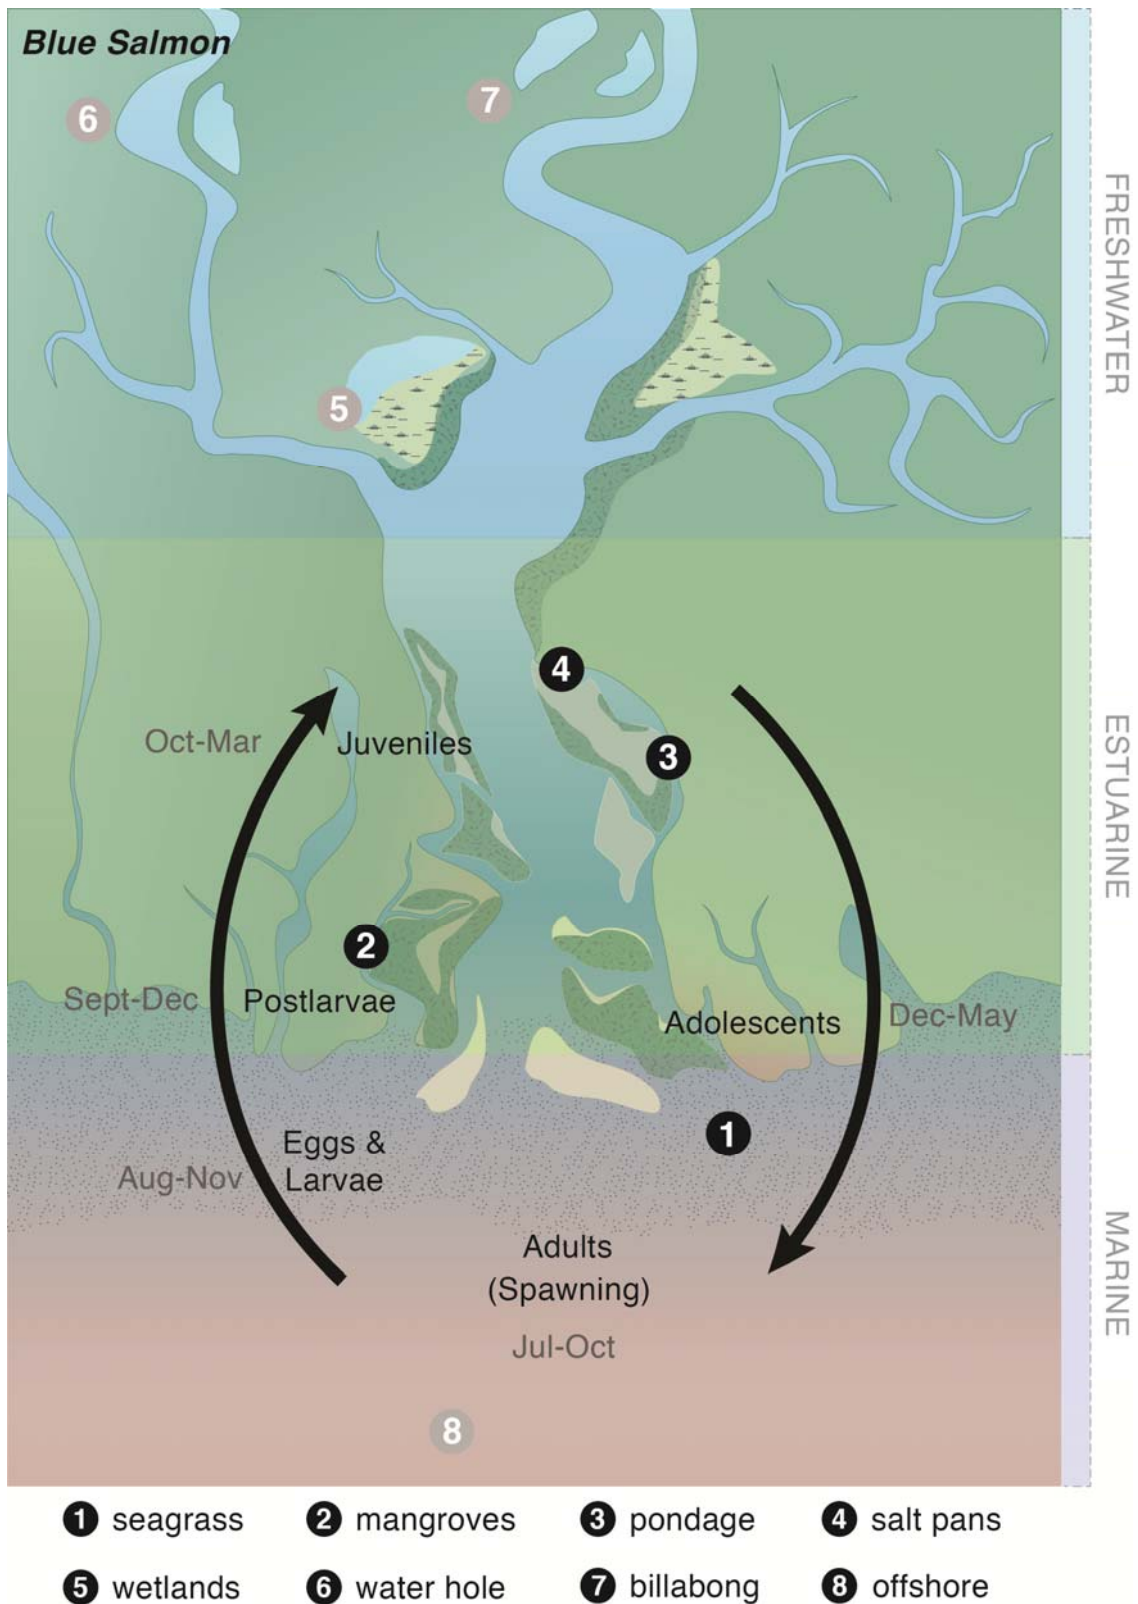 Blue Salmon
6
7
FRESHWATER
5
4
Oct-Mar
Juveniles
3
ESTUARINE
2
Sept-Dec
Postlarvae
Adolescents
Dec-May
1
Eggs &
Larvae
Aug-Nov
MARINE
Adults
(Spawning)
Jul-Oct
8
1 seagrass
2 mangroves
3 pondage
4 salt pans
5 wetlands
6 water hole
7 billabong
8 offshore